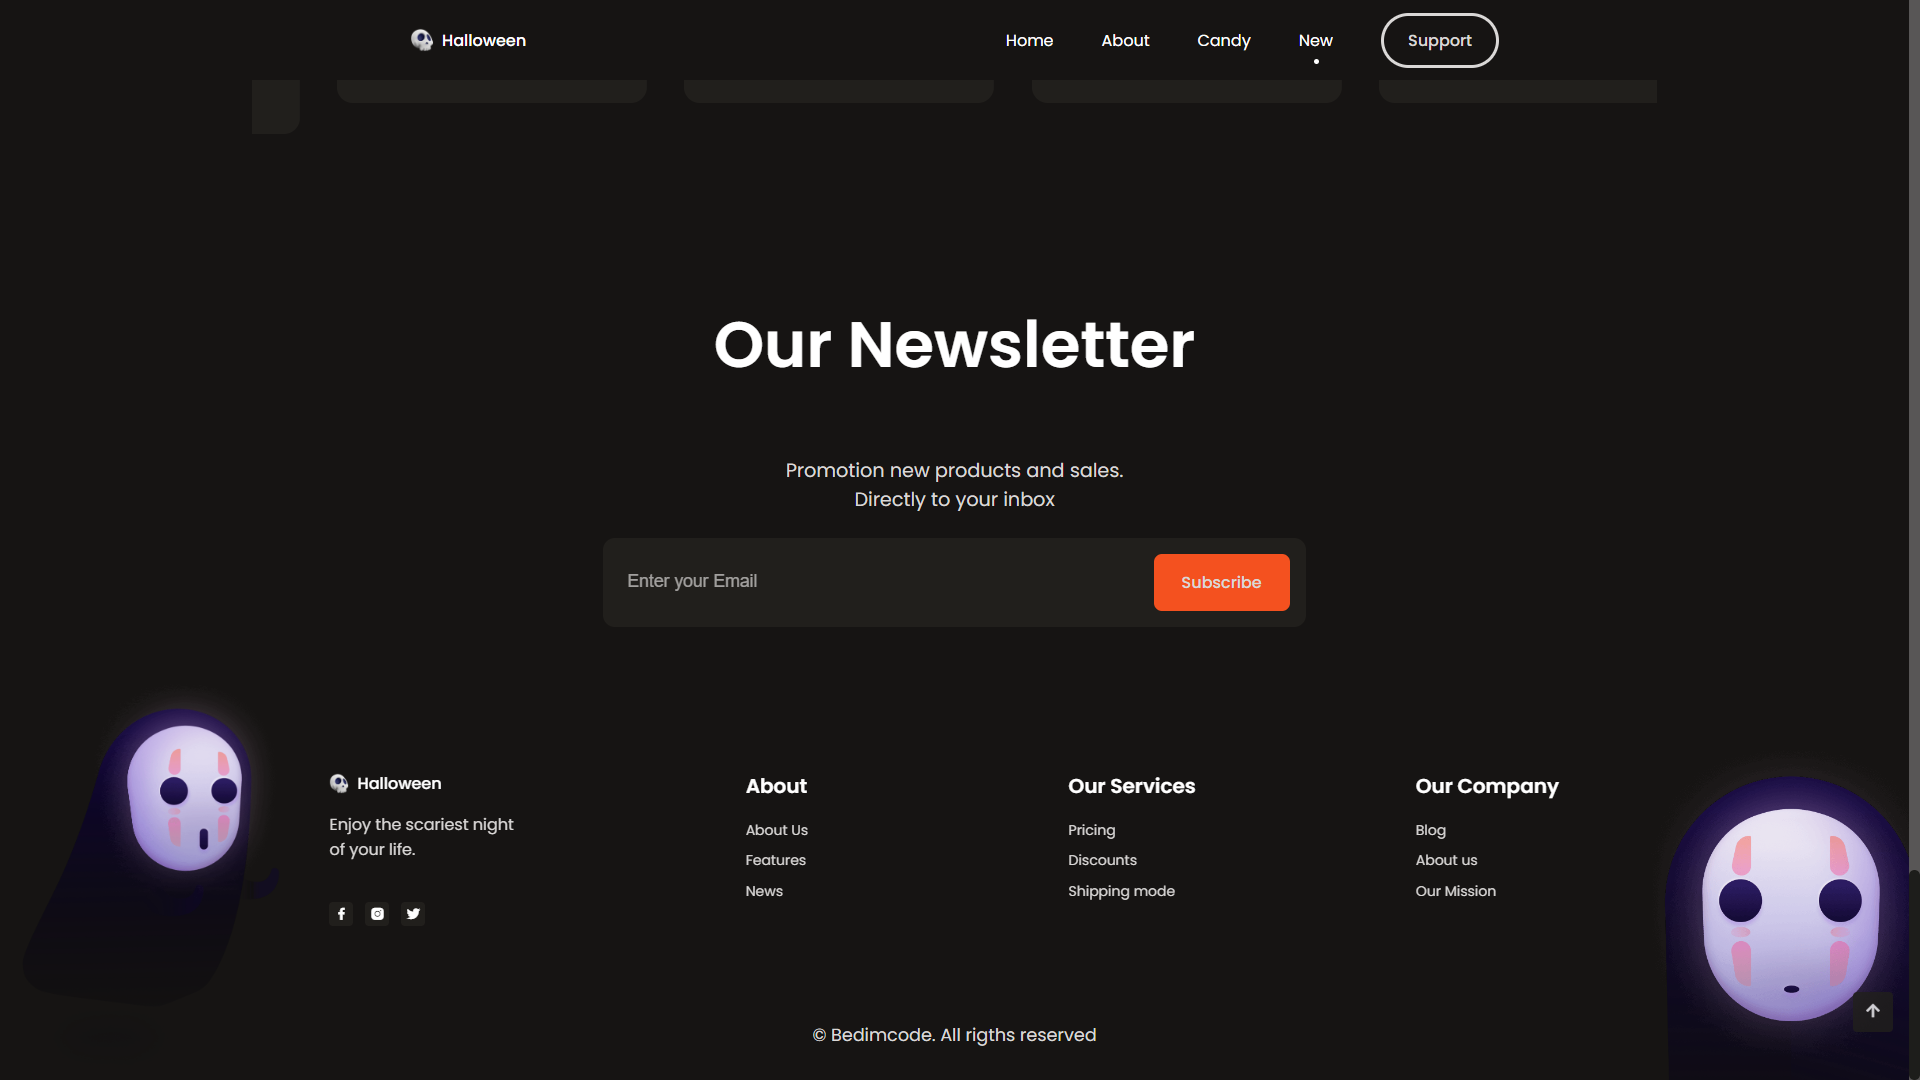 Halloween
Home
About
Candy
New
Support
Our Newsletter
Promotion new products and sales.
Directly to your inbox
Enter your Email
Subscribe
Halloween
Enjoy the scariest night
of your life.
About
About Us
Features
News
Our Services
Pricing
Discounts
Shipping mode
Our Company
Blog
About us
Our Mission
© Bedimcode. All rigths reserved